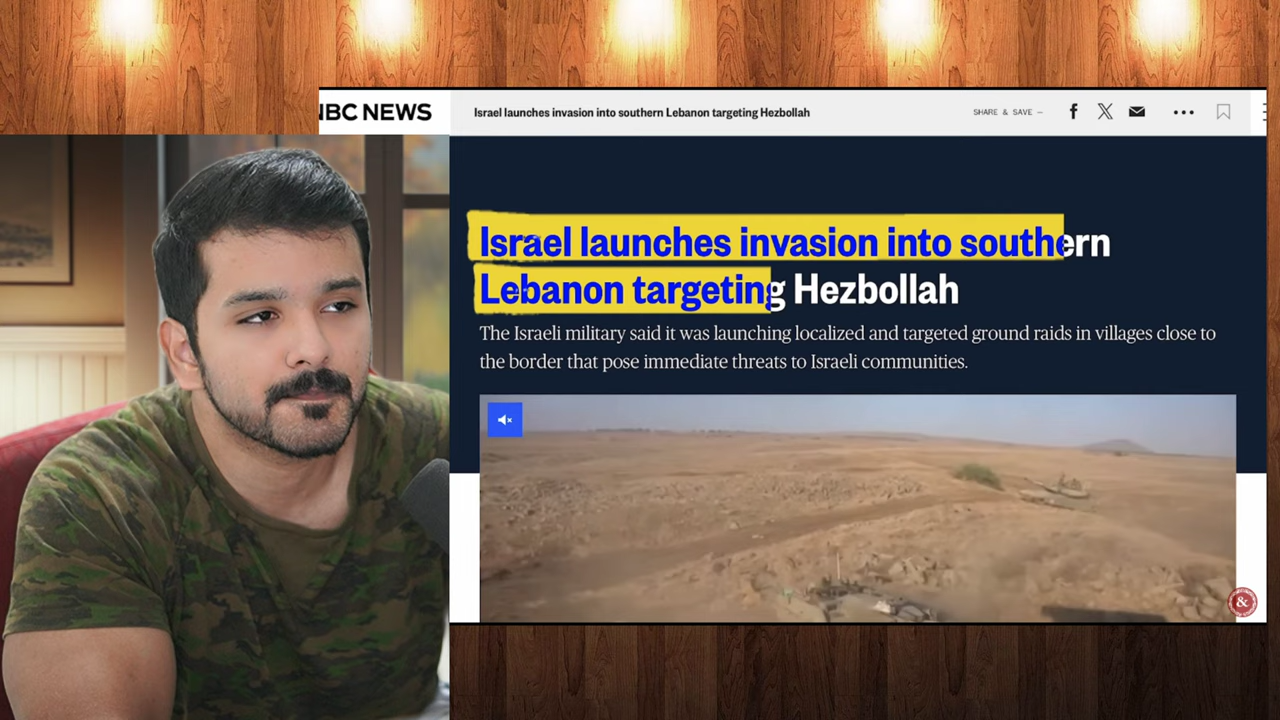 NBC NEWS
Israel launches invasion into southern Lebanon targeting Hezbollah
SHARE & SAVE –
Israel launches invasion into southern
Lebanon targeting Hezbollah
The Israeli military said it was launching localized and targeted ground raids in villages close to
the border that pose immediate threats to Israeli communities.
&